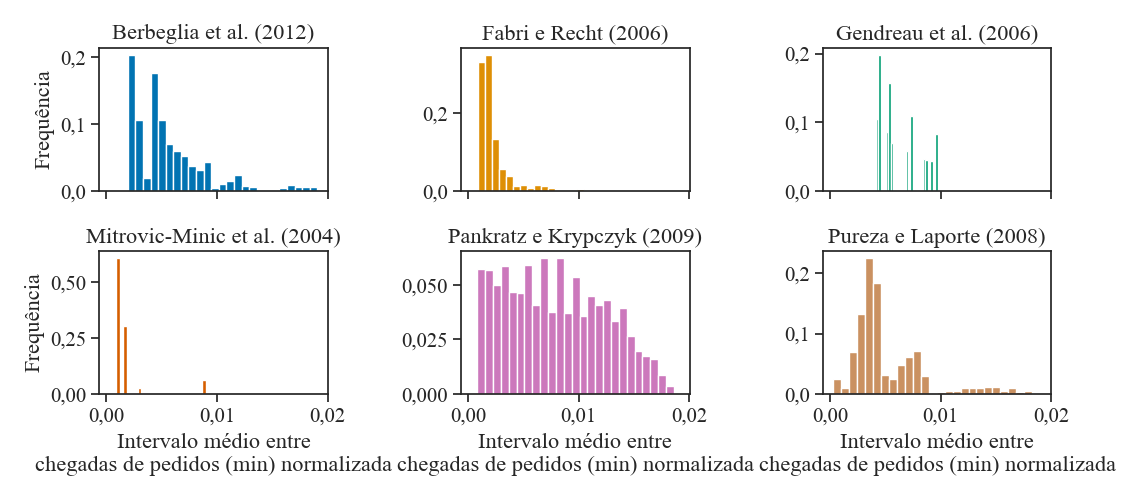 Berbeglia et al. (2012)
Fabri e Recht (2006)
Gendreau et al. (2006)
Frequência
0,2
0,1
0,0
0,2
0,0
0,2
0,1
0,0
Mitrovic-Minic et al. (2004)
Pankratz e Krypczyk (2009)
Pureza e Laporte (2008)
Frequência
0,50
0,25
0,00
0,050
0,025
0,000
0,2
0,1
0,0
0,00 0,01 0,02
0,00 0,01 0,02
0,00 0,01 0,02
Intervalo médio entre
chegadas de pedidos (min) normalizada
Intervalo médio entre
chegadas de pedidos (min) normalizada
Intervalo médio entre
chegadas de pedidos (min) normalizada